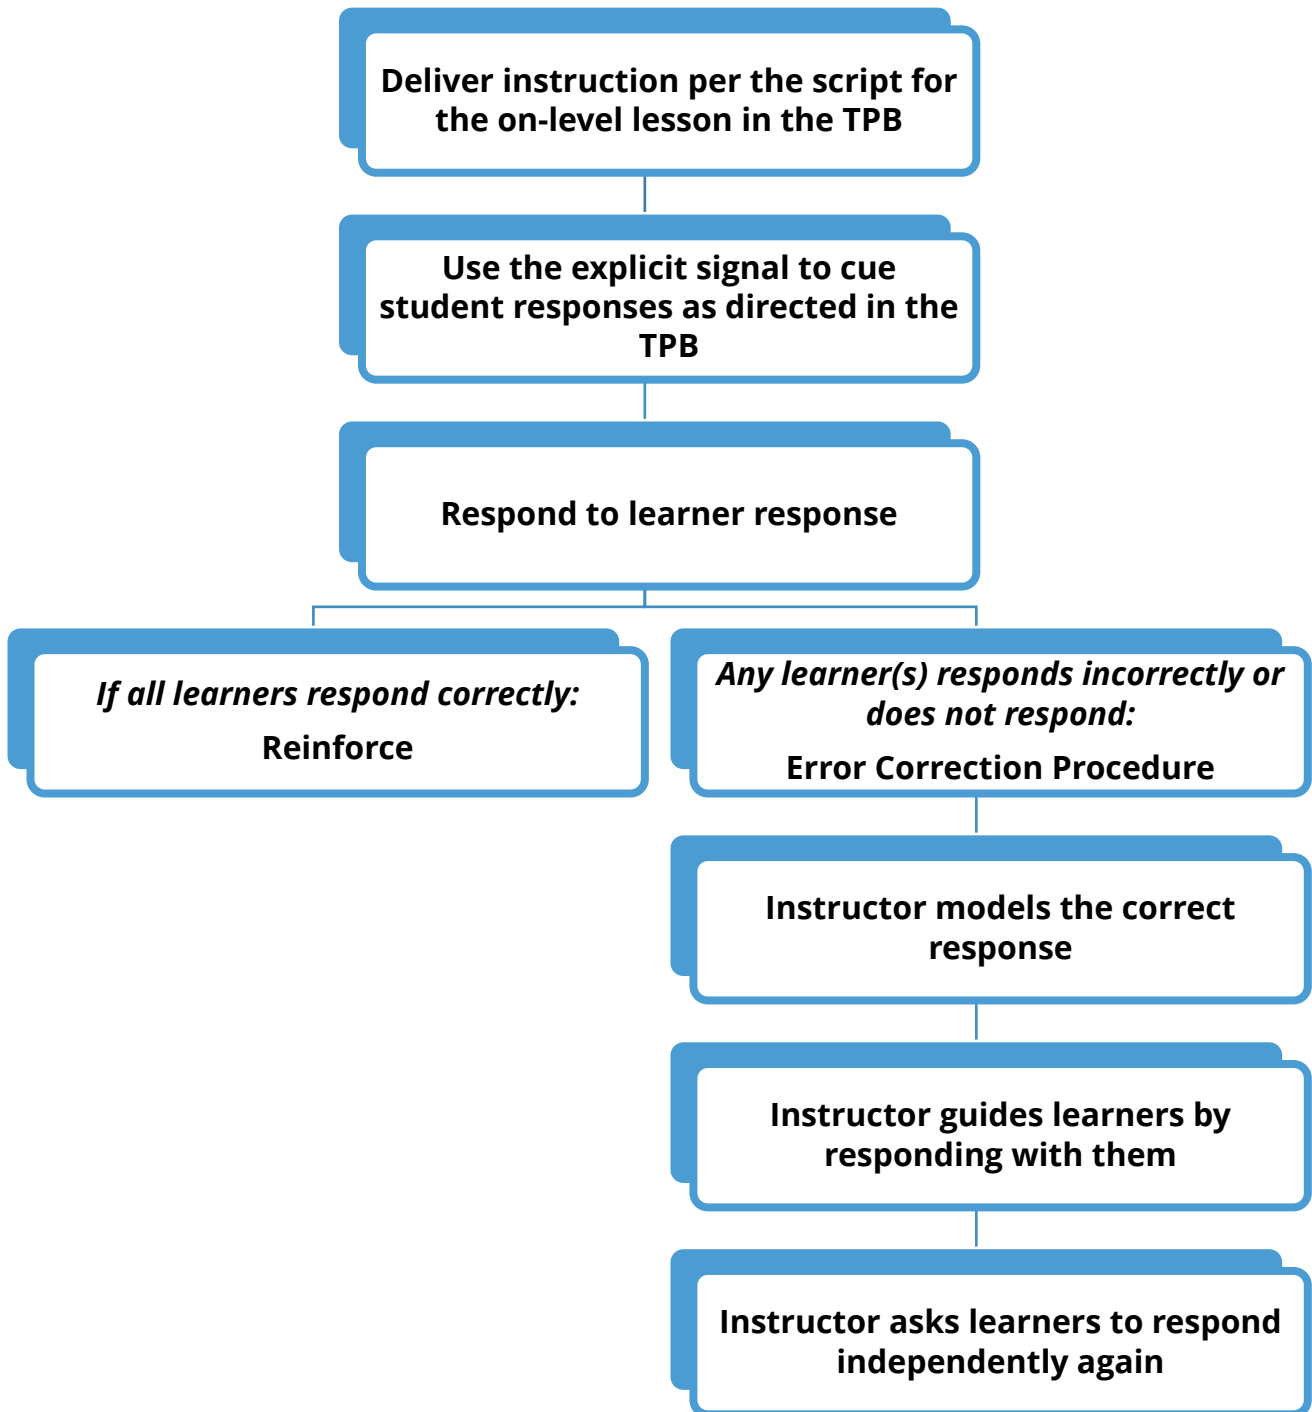 Deliver instruction per the script for
the on-level lesson in the TPB
Use the explicit signal to cue
student responses as directed in the
TPB
Respond to learner response
If all learners respond correctly:
Reinforce
Any learner(s) responds incorrectly or
does not respond:
Error Correction Procedure
Instructor models the correct
response
Instructor guides learners by
responding with them
Instructor asks learners to respond
independently again